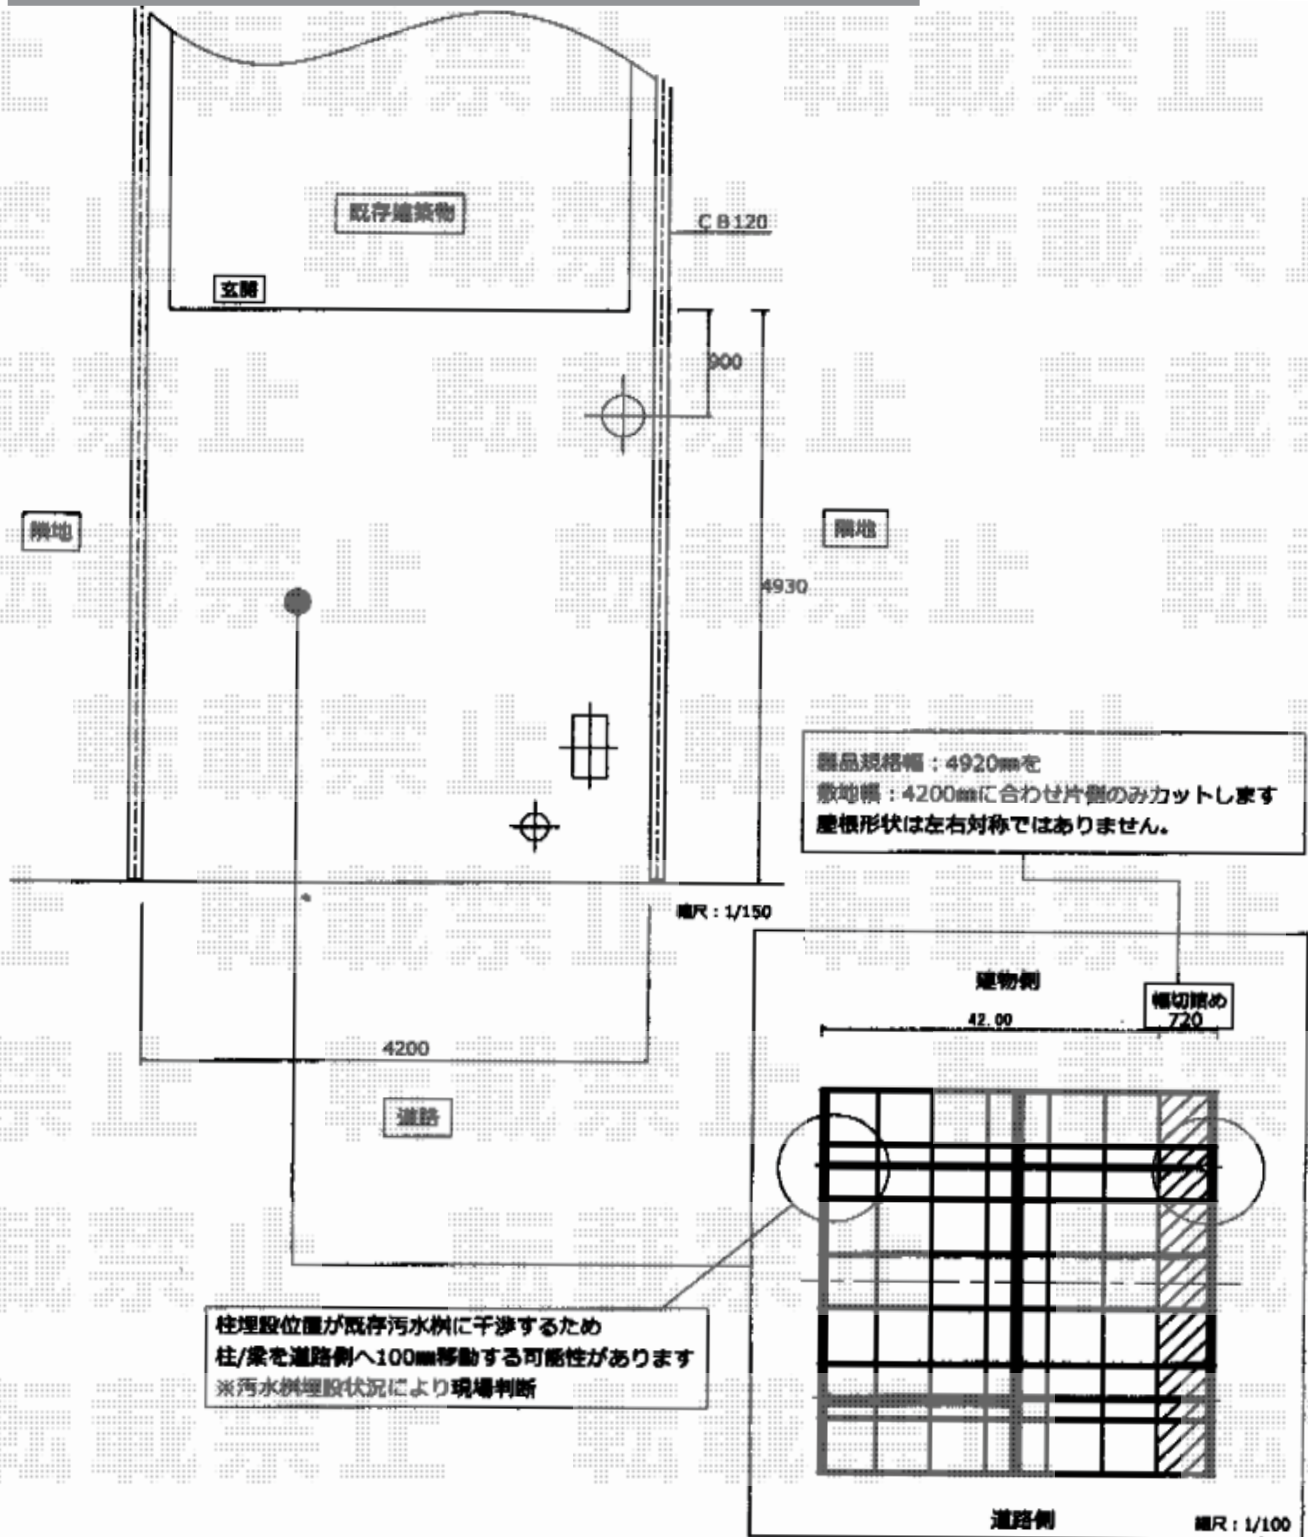 転載禁止
既存建築物
CB120
玄関
900
隣地
隣地
4930
製品規格幅：4920㎜を
敷地幅：4200㎜に合わせ片側のみカットします
屋根形状は左右対称ではありません。
縮尺：1/150
建物側
幅切詰め
720
42.00
4200
道路
柱埋設位置が既存汚水桝に干渉するため
柱/梁を道路側へ100㎜移動する可能性があります
※汚水桝埋設状況により現場判断
道路側
縮尺：1/100